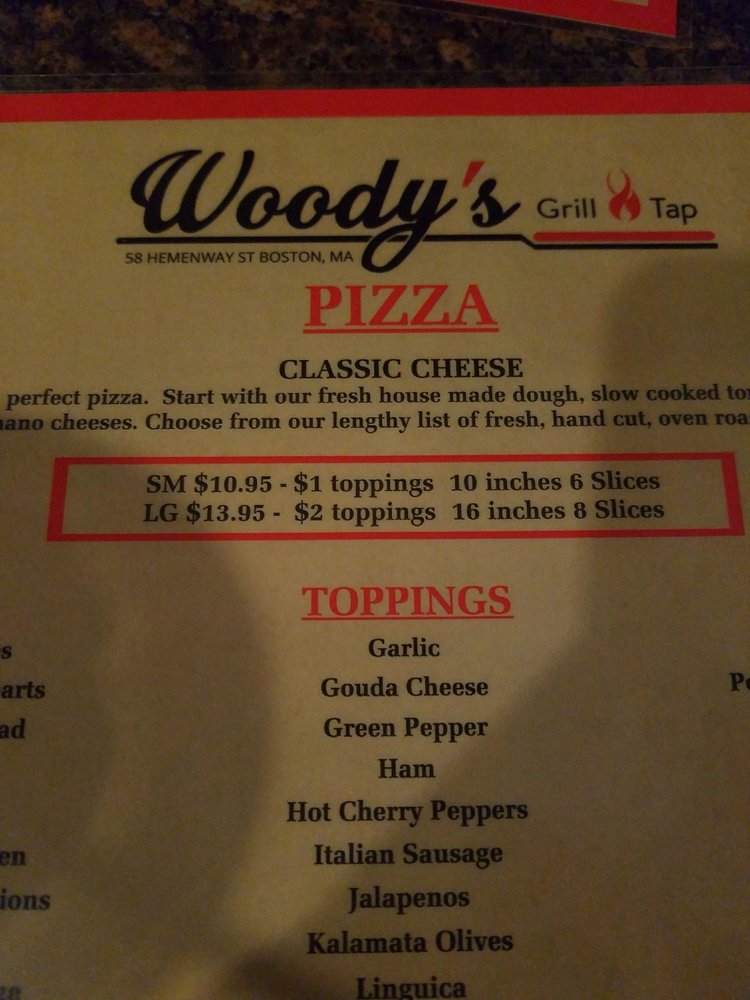 Woody's Grill Tap
58 HEMENWAY ST BOSTON, MA
PIZZA
CLASSIC CHEESE
perfect pizza. Start with our fresh house made dough, slow cooked
cheeses. Choose from our lengthy list of fresh, hand cut, oven
SM $10.95 - $1 toppings 10 inches 6 Slices
LG $13.95 - $2 toppings 16 inches 8 Slices
TOPPINGS
Garlic
Gouda Cheese
Green Pepper
Ham
Hot Cherry Peppers
Italian Sausage
Jalapenos
Kalamata Olives
Linguica